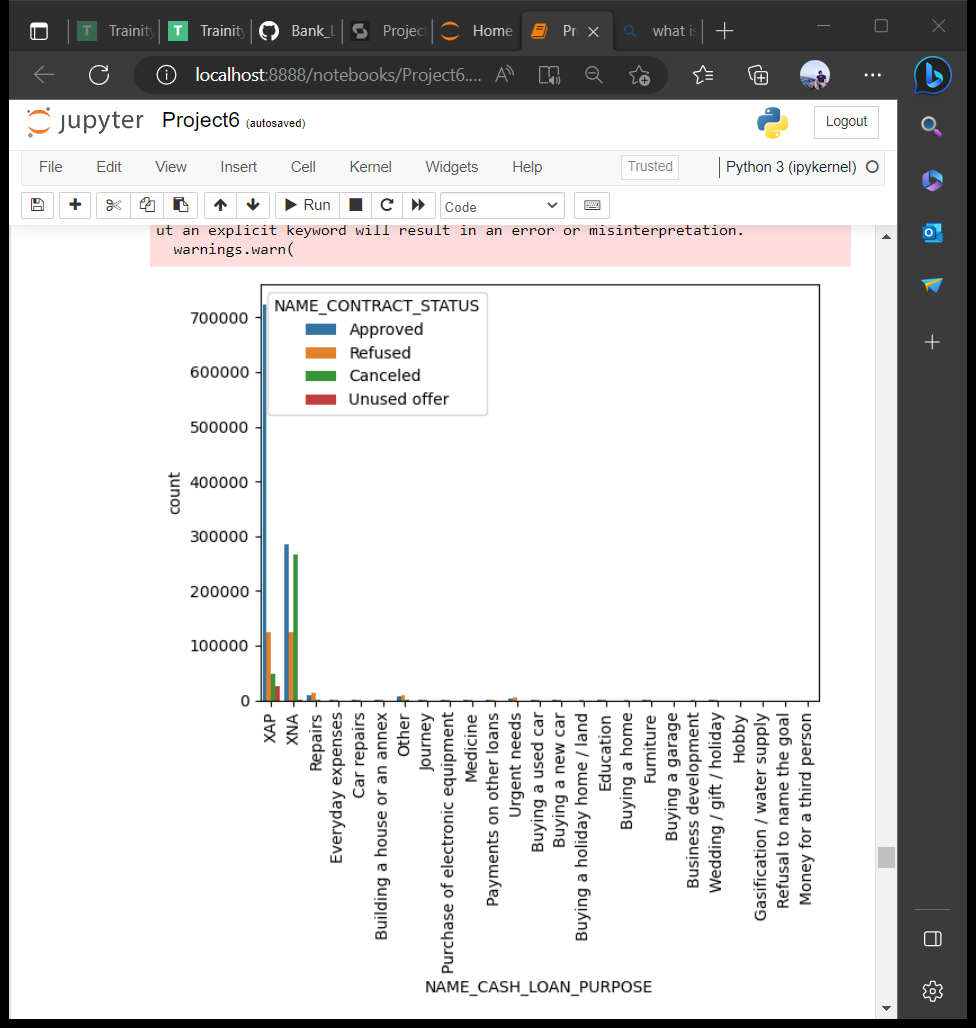 Trainity
Trainity
Bank_L
Projec
Home
Pr
what is
localhost:8888/notebooks/Project6....
jupyter Project6 (autosaved)
Logout
File Edit View Insert Cell Kernel Widgets Help
Trusted
Python 3 (ipykernel)
Run
Code
ut an explicit keyword will result in an error or misinterpretation.
warnings.warn(
NAME_CONTRACT_STATUS
Approved
Refused
Canceled
Unused offer
700000
600000
500000
400000
300000
200000
100000
0
count
XAP
XNA
Repairs
Everyday expenses
Car repairs
Building a house or an annex
Other
Journey
Purchase of electronic equipment
Medicine
Payments on other loans
Urgent needs
Buying a used car
Buying a new car
Buying a holiday home / land
Education
Buying a home
Furniture
Buying a garage
Business development
Wedding / gift / holiday
Hobby
Gasification / water supply
Refusal to name the goal
Money for a third person
NAME_CASH_LOAN_PURPOSE